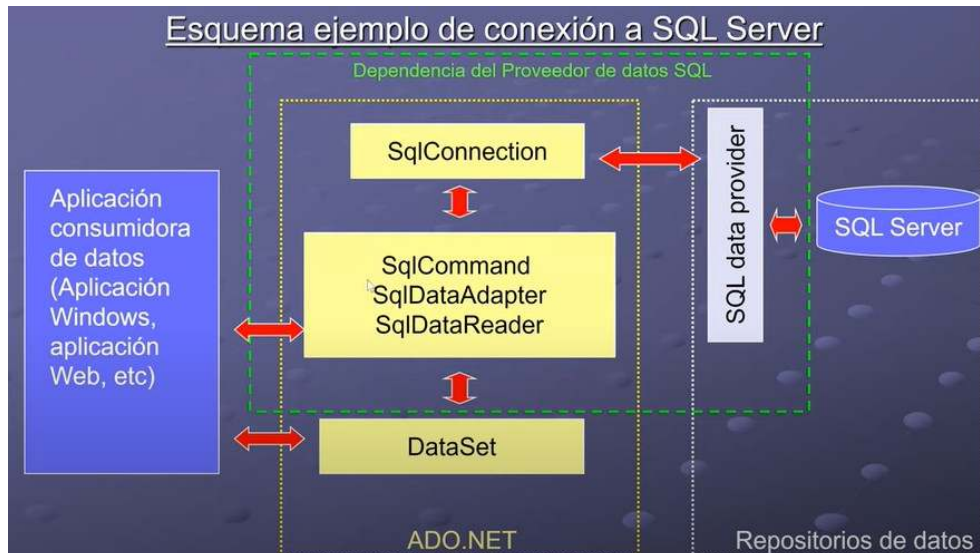 Esquema ejemplo de conexión a SQL Server
Dependencia del Proveedor de datos SQL
SqlConnection
SQL data provider
Aplicación
consumidora
de datos
(Aplicación
Windows,
aplicación
Web, etc)
SqlCommand
SqlDataAdapter
SqlDataReader
SQL Server
DataSet
ADO.NET
Repositorios de datos